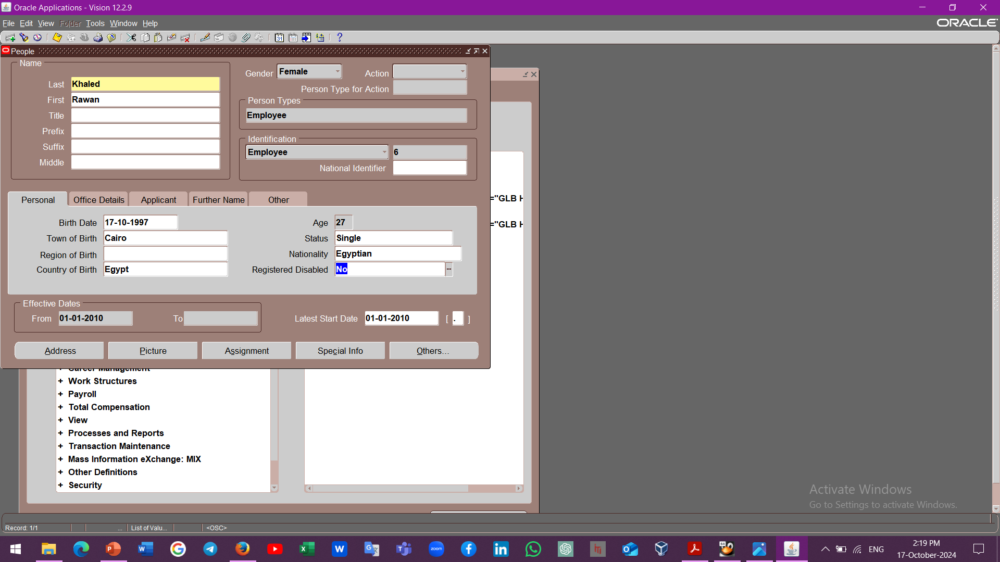 Oracle Applications - Vision 12.2.9
File Edit View Folder Tools Window Help
ORACLE
People
Name
Last Khaled
First Rawan
Title
Prefix
Suffix
Middle
Gender Female Action
Person Type for Action
Person Types
Employee
Identification
Employee 6
National Identifier
Personal Office Details Applicant Further Name Other
Birth Date 17-10-1997 Age 27
Town of Birth Cairo Status Single
Region of Birth Nationality Egyptian
Country of Birth Egypt Registered Disabled No ...
Effective Dates
From 01-01-2010 To Latest Start Date 01-01-2010 [ . ]
Address Picture Assignment Special Info Others...
="GLB H
="GLB H
+ Career Management
+ Work Structures
+ Payroll
+ Total Compensation
+ View
+ Processes and Reports
+ Transaction Maintenance
+ Mass Information eXchange: MIX
+ Other Definitions
+ Security
Activate Windows
Go to Settings to activate Windows.
Record: 1/1 ... List of Valu... <OSC>
zoom
ENG
2:19 PM
17-October-2024